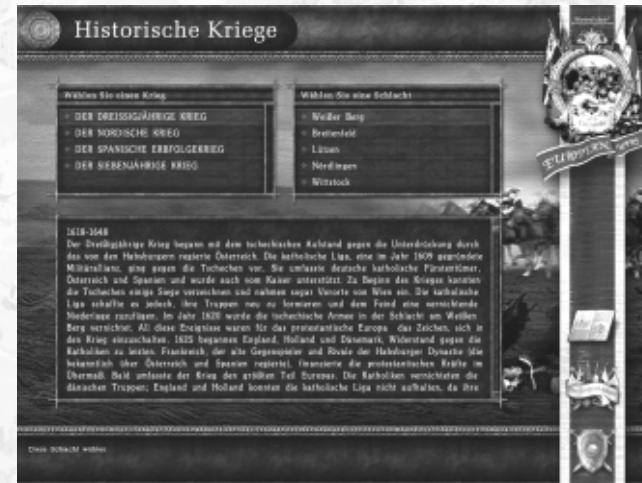 Historische Kriege
Wählen Sie einen Krieg
DER DREISSIGJÄHRIGE KRIEG
DER NORDISCHE KRIEG
DER SPANISCHE ERBFOLGEKRIEG
DER SIEBENJÄHRIGE KRIEG
Wählen Sie eine Schlacht
Weißer Berg
Breitenfeld
Lützen
Nördlingen
Wittstock
1618-1648
Der Dreißigjährige Krieg begann mit dem tschechischen Aufstand gegen die Unterdrückung durch
das von den Habsburgern regierte Österreich. Die katholische Liga, eine im Jahr 1609 gegründete
Militärallianz, ging gegen die Tschechen vor. Sie umfasste deutsche katholische Fürstentümer,
Österreich und Spanien und wurde auch vom Kaiser unterstützt. Zu Beginn des Krieges konnten
die Tschechen einige Siege verzeichnen und nahmen sogar Vororte von Wien ein. Die katholische
Liga schaffte es jedoch, ihre Truppen neu zu formieren und dem Feind eine vernichtende
Niederlage zuzufügen. Im Jahr 1620 wurde die tschechische Armee in der Schlacht am Weißen
Berg vernichtet. All diese Ereignisse waren für das protestantische Europa das Zeichen, sich in
den Krieg einzuschalten. 1625 begannen England, Holland und Dänemark, Widerstand gegen die
Katholiken zu leisten. Frankreich, der alte Gegenspieler und Rivale der Habsburger Dynastie (die
bekanntlich über Österreich und Spanien regierte), finanzierte die protestantischen Kräfte im
Übermaß. Bald umfasste der Krieg den größten Teil Europas. Die Katholiken vernichteten die
dänischen Truppen; England und Holland konnten die katholische Liga nicht aufhalten, da ihre
Diese Schlacht wählen